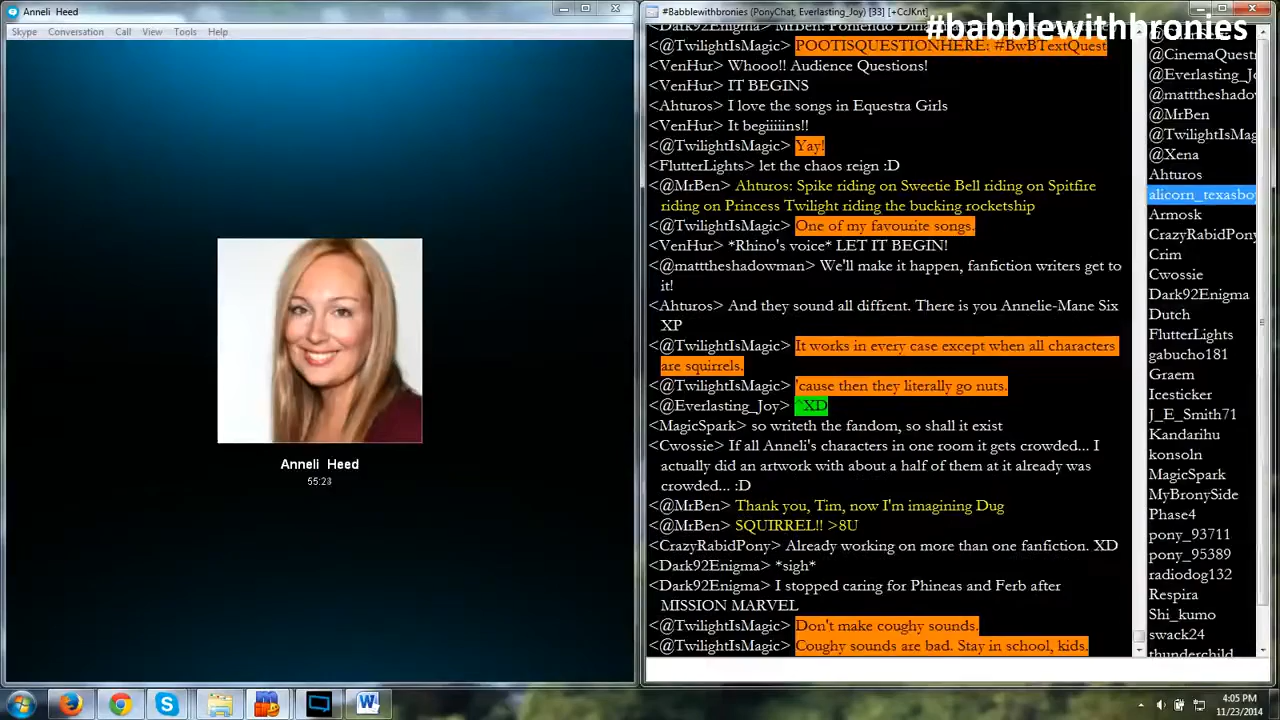 Anneli Heed
Skype Conversation Call View Tools Help
Anneli Heed
55:23
#Babblewithbronies (PonyChat, Everlasting_Joy) [33] [+CcJKnt]
#babblewithbronies
<@TwilightIsMagic> POOTISQUESTIONHERE: #BwBTextQuest
<VenHur> Whooo!! Audience Questions!
<VenHur> IT BEGINS
<Ahturos> I love the songs in Equestra Girls
<VenHur> It begiiiiins!!
<@TwilightIsMagic> Yay!
<FlutterLights> let the chaos reign :D
<@MrBen> Ahturos: Spike riding on Sweetie Bell riding on Spitfire
riding on Princess Twilight riding the bucking rocketship
<@TwilightIsMagic> One of my favourite songs.
<VenHur> *Rhino's voice* LET IT BEGIN!
<@matttheshadowman> We'll make it happen, fanfiction writers get to
it!
<Ahturos> And they sound all diffrent. There is you Annelie-Mane Six
XP
<@TwilightIsMagic> It works in every case except when all characters
are squirrels.
<@TwilightIsMagic> 'cause then they literally go nuts.
<@Everlasting_Joy> ^XD
<MagicSpark> so writeth the fandom, so shall it exist
<Cwossie> If all Anneli's characters in one room it gets crowded... I
actually did an artwork with about a half of them at it already was
crowded... :D
<@MrBen> Thank you, Tim, now I'm imagining Dug
<@MrBen> SQUIRREL!! >8U
<CrazyRabidPony> Already working on more than one fanfiction. XD
<Dark92Enigma> *sigh*
<Dark92Enigma> I stopped caring for Phineas and Ferb after
MISSION MARVEL
<@TwilightIsMagic> Don't make coughy sounds.
<@TwilightIsMagic> Coughy sounds are bad. Stay in school, kids.
@CinemaQuest
@Everlasting_Jo
@mattheshadow
@MrBen
@TwilightIsMag
@Xena
Ahturos
alicorn_texasboy
Armosk
CrazyRabidPony
Crim
Cwossie
Dark92Enigma
Dutch
FlutterLights
gabucho181
Graem
Icesticker
J_E_Smith71
Kandarihu
konsoln
MagicSpark
MyBronySide
Phase4
pony_93711
pony_95389
radiodog132
Respira
Shi_kumo
swack24
thunderchild
4:05 PM
11/23/2014